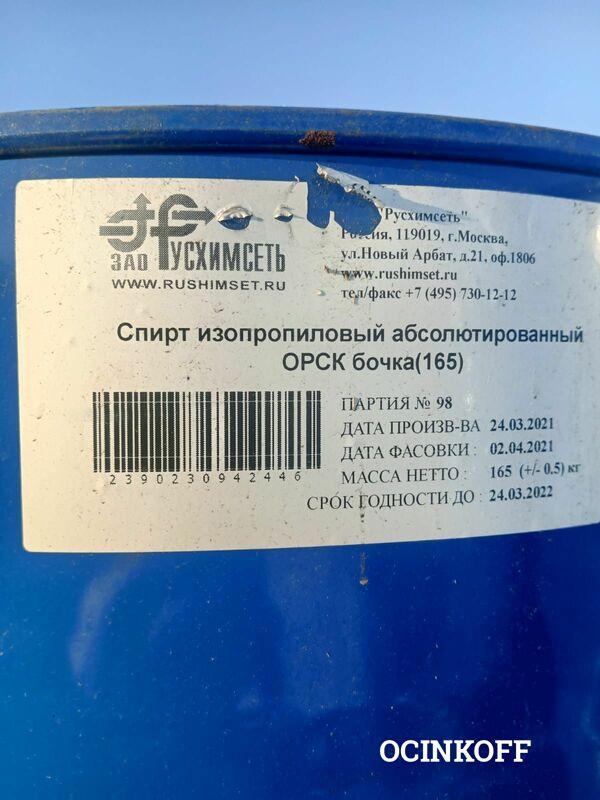 ЗАО РУСХИМСЕТЬ
WWW.RUSHIMSET.RU
"Русхимсеть"
Россия, 119019, г.Москва,
ул.Новый Арбат, д.21, оф.1806
www.rushimset.ru
тел/факс +7 (495) 730-12-12
Спирт изопропиловый абсолютированный
ОРСК бочка(165)
2390230942446
ПАРТИЯ № 98
ДАТА ПРОИЗВ-ВА 24.03.2021
ДАТА ФАСОВКИ : 02.04.2021
МАССА НЕТТО : 165 (+/- 0.5) кг
СРОК ГОДНОСТИ ДО : 24.03.2022
OCINKOFF